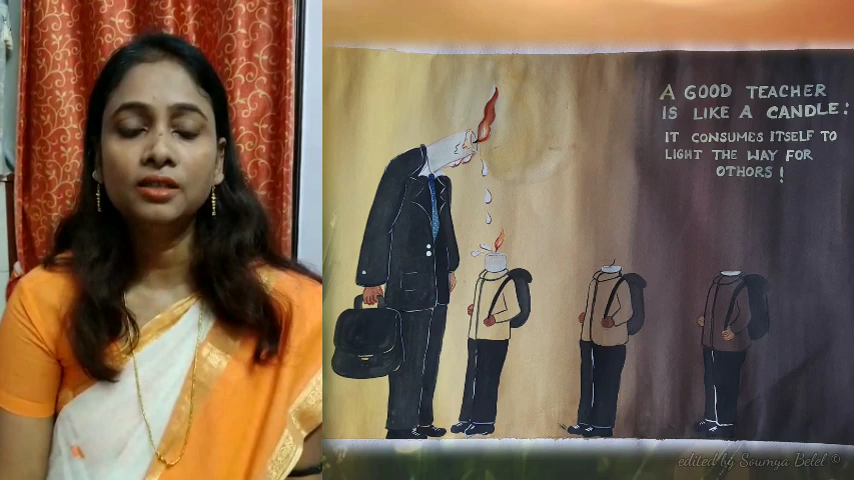 A GOOD TEACHER
IS LIKE A CANDLE:
IT CONSUMES ITSELF TO
LIGHT THE WAY FOR
OTHORS!
edited by Soumya Belel ©